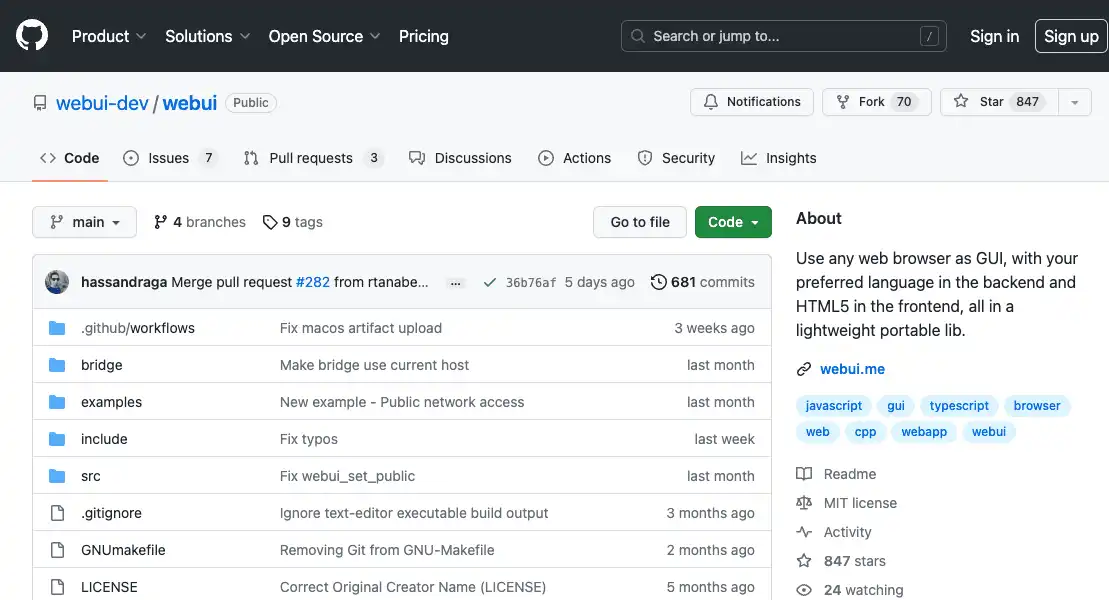 Product Solutions Open Source Pricing Search or jump to... / Sign in Sign up
webui-dev / webui Public Notifications Fork 70 Star 847
Code Issues 7 Pull requests 3 Discussions Actions Security Insights
main 4 branches 9 tags Go to file Code
hassandraga Merge pull request #282 from rtanabe... ... 36b76af 5 days ago 681 commits
.github/workflows Fix macos artifact upload 3 weeks ago
bridge Make bridge use current host last month
examples New example - Public network access last month
include Fix typos last week
src Fix webui_set_public last month
.gitignore Ignore text-editor executable build output 3 months ago
GNUmakefile Removing Git from GNU-Makefile 2 months ago
LICENSE Correct Original Creator Name (LICENSE) 5 months ago
About
Use any web browser as GUI, with your
preferred language in the backend and
HTML5 in the frontend, all in a
lightweight portable lib.
webui.me
javascript gui typescript browser
web cpp webapp webui
Readme
MIT license
Activity
847 stars
24 watching